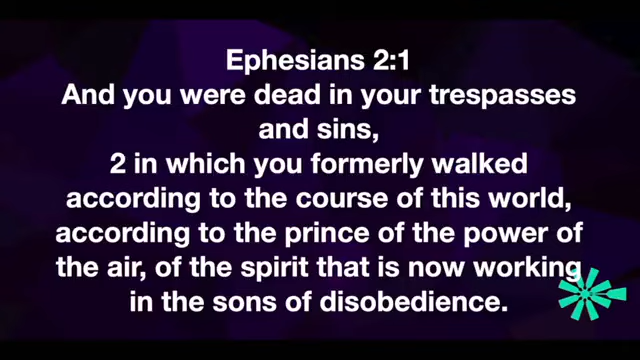 Ephesians 2:1
And you were dead in your trespasses
and sins,
2 in which you formerly walked
according to the course of this world,
according to the prince of the power of
the air, of the spirit that is now working
in the sons of disobedience.